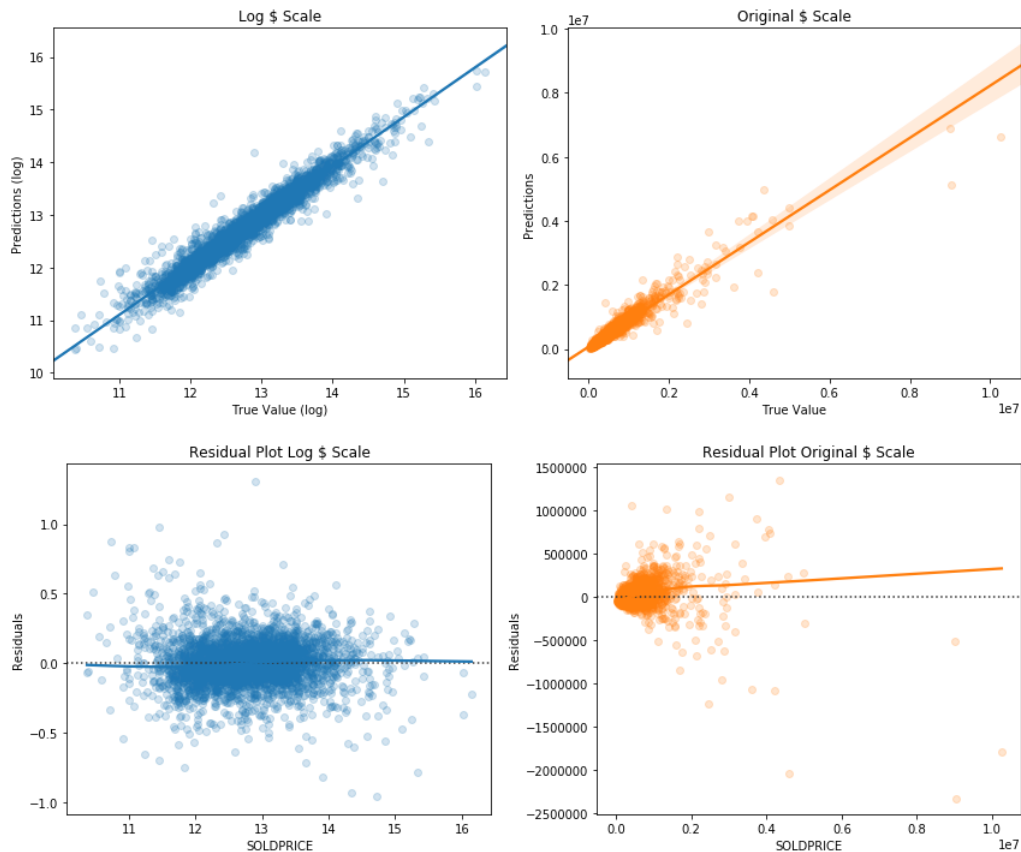 Log $ Scale
Predictions (log)
16
15
14
13
12
11
10
11 12 13 14 15 16
True Value (log)
Original $ Scale
1e7
Predictions
1.0
0.8
0.6
0.4
0.2
0.0
0.0 0.2 0.4 0.6 0.8 1.0
1e7
True Value
Residual Plot Log $ Scale
Residuals
1.0
0.5
0.0
−0.5
−1.0
11 12 13 14 15 16
SOLDPRICE
Residual Plot Original $ Scale
Residuals
1500000
1000000
500000
0
−500000
−1000000
−1500000
−2000000
−2500000
0.0 0.2 0.4 0.6 0.8 1.0
1e7
SOLDPRICE